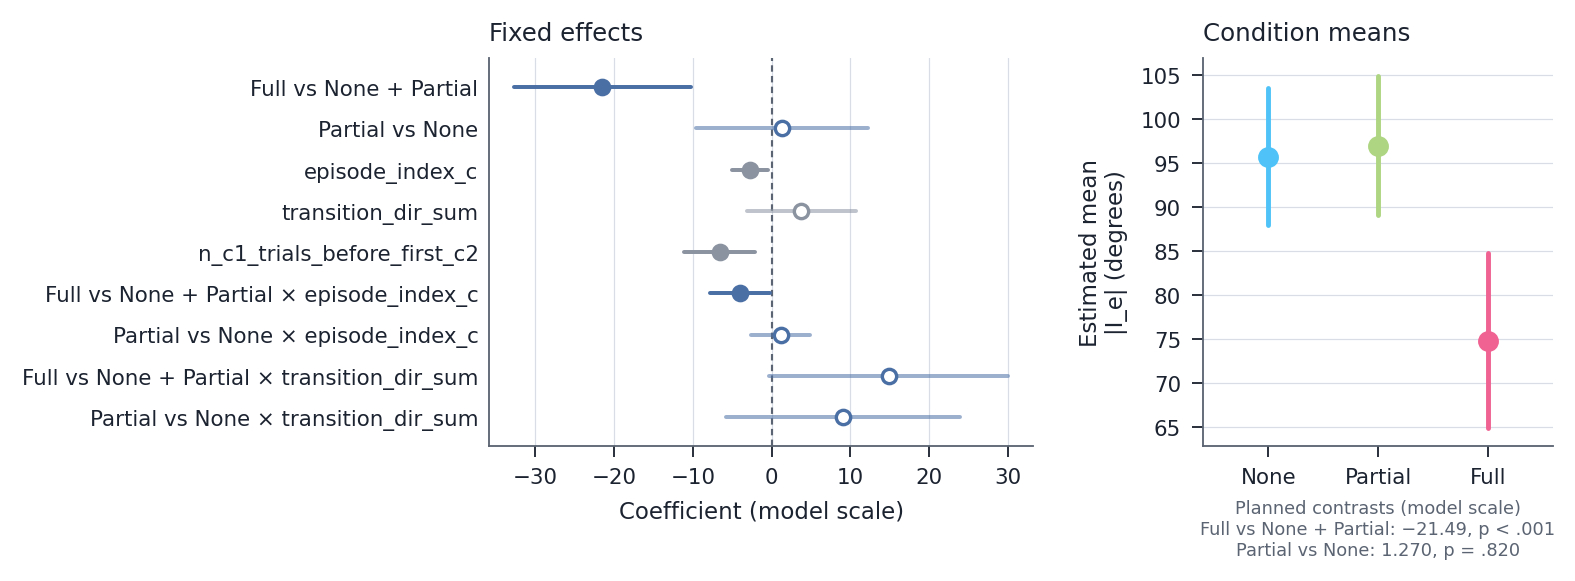 Fixed effects
Full vs None + Partial
Partial vs None
episode_index_c
transition_dir_sum
n_c1_trials_before_first_c2
Full vs None + Partial × episode_index_c
Partial vs None × episode_index_c
Full vs None + Partial × transition_dir_sum
Partial vs None × transition_dir_sum
−30 −20 −10 0 10 20 30
Coefficient (model scale)
Condition means
Estimated mean
|I_e| (degrees)
105
100
95
90
85
80
75
70
65
None Partial Full
Planned contrasts (model scale)
Full vs None + Partial: −21.49, p < .001
Partial vs None: 1.270, p = .820